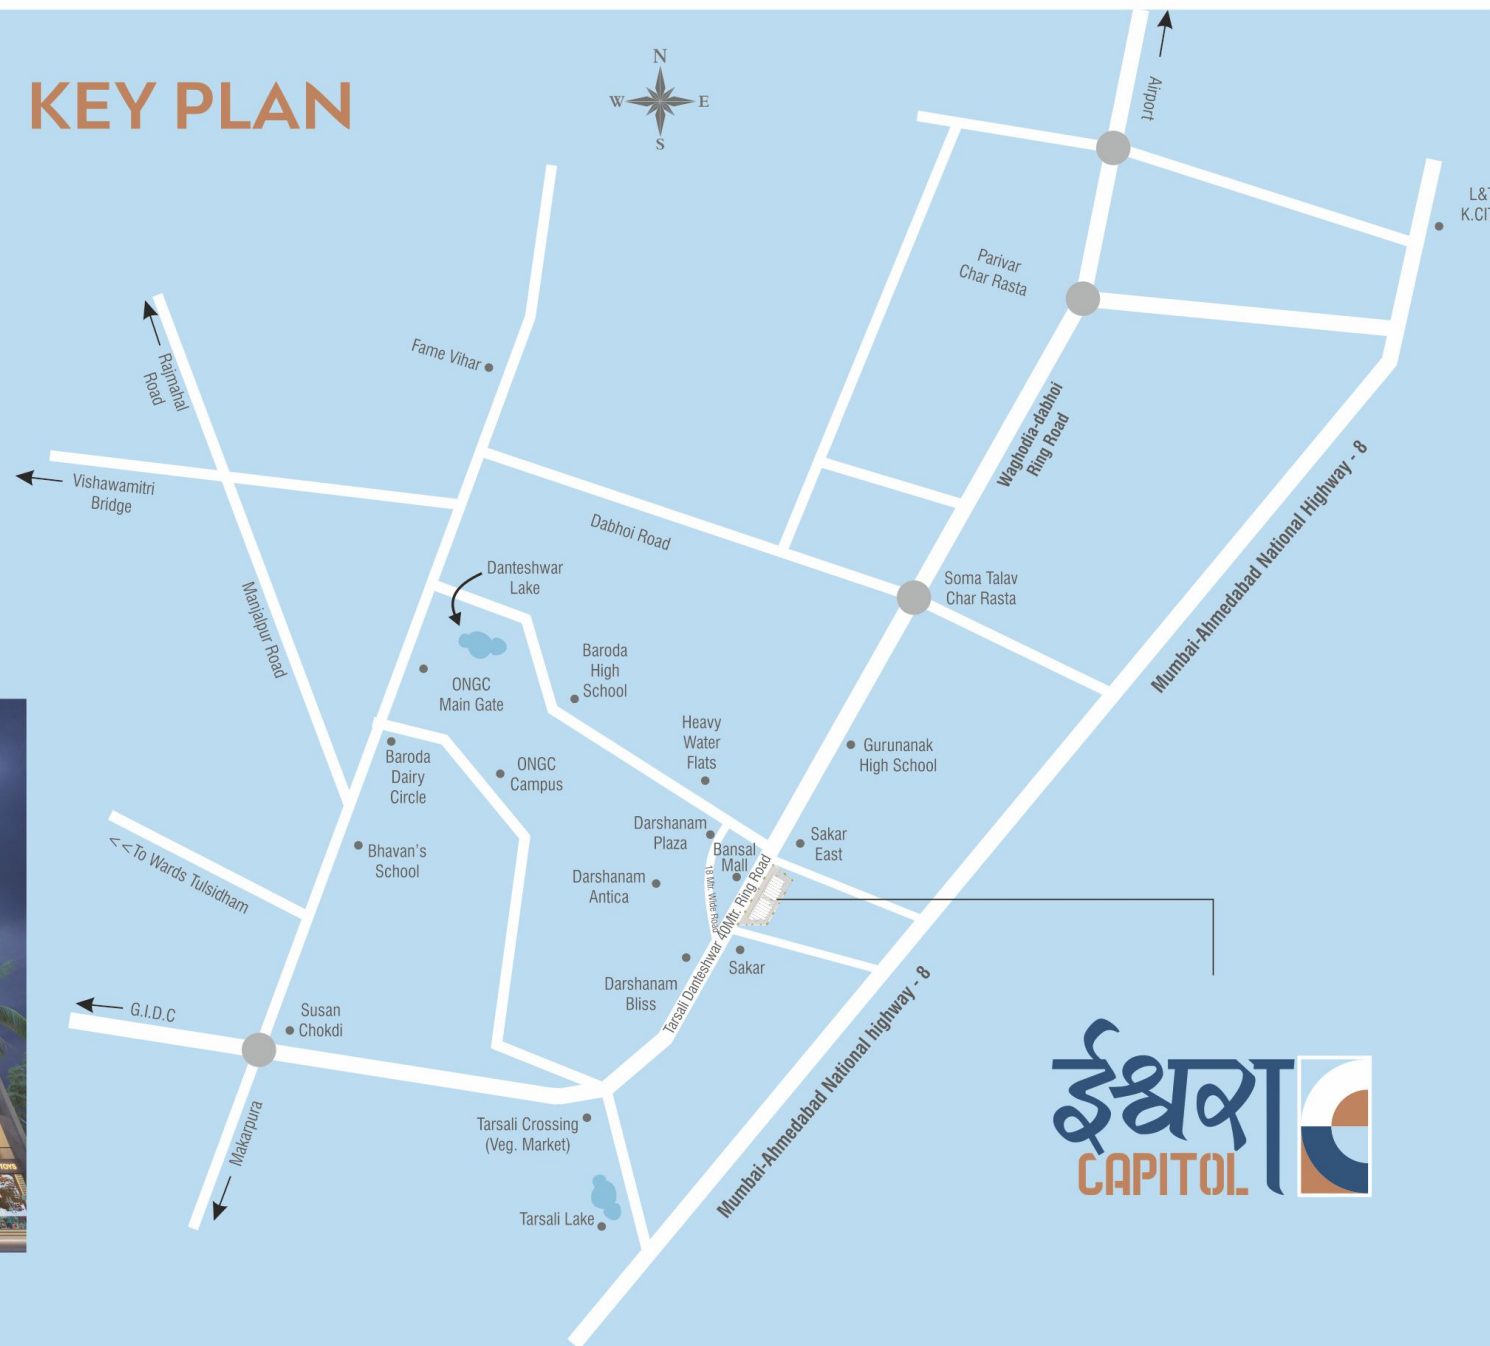 KEY PLAN
N
W
E
S
Airport
L&T
K.CIT
Parivar
Char Rasta
Fame Vihar
Rajmahal
Road
Waghodia-dabhoi
Ring Road
Vishawamitri
Bridge
Mumbai-Ahmedabad National Highway - 8
Dabhoi Road
Danteshwar
Lake
Soma Talav
Char Rasta
Manjalpur Road
Baroda
High
School
ONGC
Main Gate
Heavy
Water
Flats
Gurunanak
High School
Baroda
Dairy
Circle
ONGC
Campus
Darshanam
Plaza
Bansal
Mall
Sakar
East
<<To Wards Tulsidham
Bhavan's
School
Darshanam
Antica
18 Mtr. Wide Road
Tarsali Danteshwar 40Mtr. Ring Road
Sakar
Darshanam
Bliss
G.I.D.C
Susan
Chokdi
Mumbai-Ahmedabad National highway - 8
Makarpura
Tarsali Crossing
(Veg. Market)
Tarsali Lake
ईश्वरा
CAPITOL
TOYS